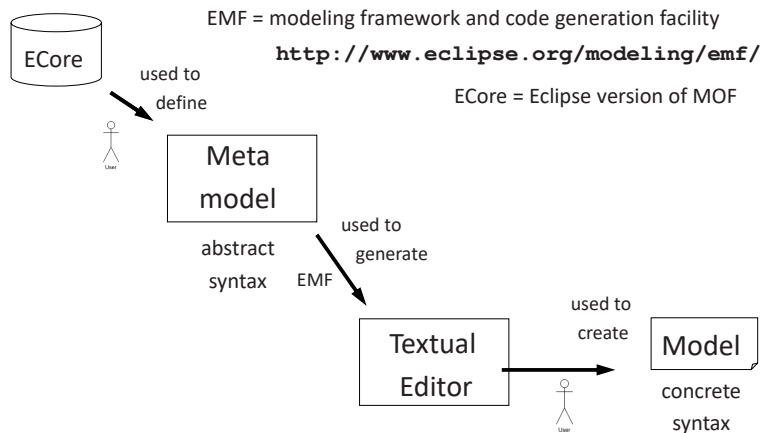 EMF = modeling framework and code generation facility
http://www.eclipse.org/modeling/emf/
ECore = Eclipse version of MOF
ECore
used to
define
User
Meta
model
abstract
syntax
used to
generate
EMF
Textual
Editor
used to
create
User
Model
concrete
syntax